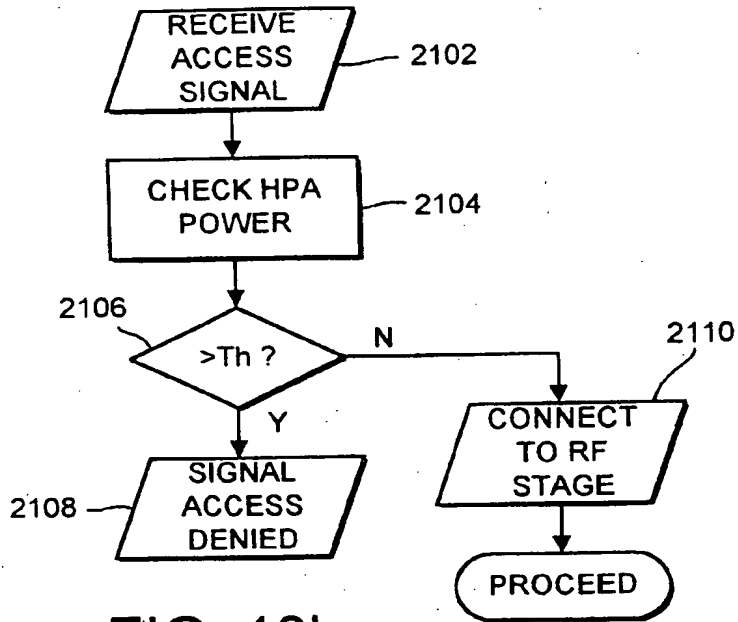 RECEIVE
ACCESS
SIGNAL
2102
CHECK HPA
POWER
2104
2106
>Th ?
N
2110
Y
CONNECT
TO RF
STAGE
SIGNAL
ACCESS
DENIED
2108
PROCEED